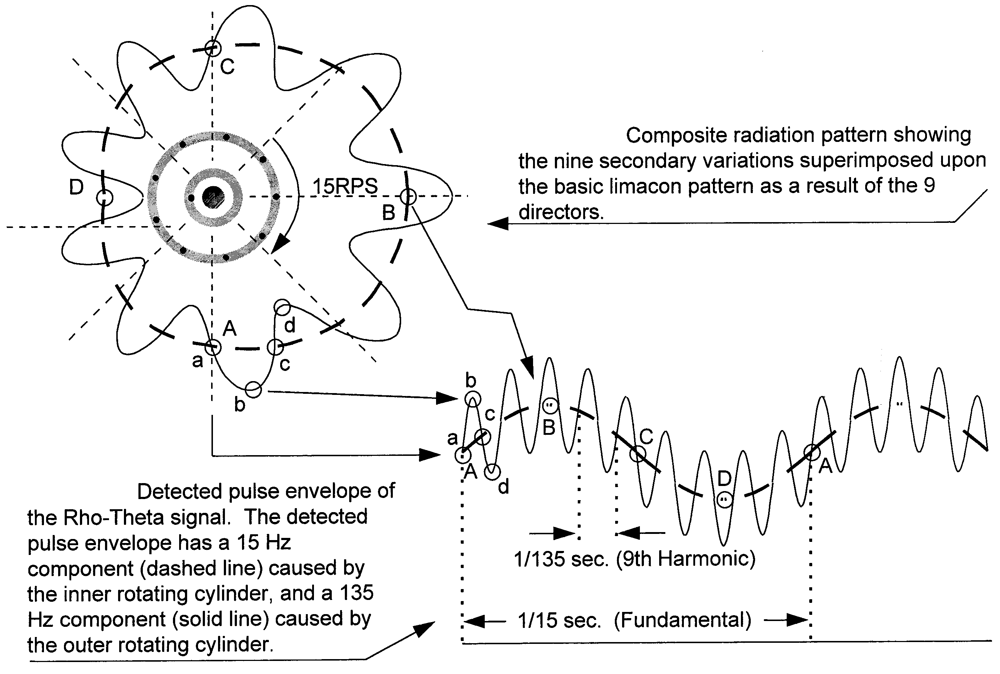 C
Composite radiation pattern showing
the nine secondary variations superimposed upon
the basic limacon pattern as a result of the 9
directors.
D
15RPS
B
A
d
a
c
b
b
c
a
A
d
"
B
C
"
D
"
A
Detected pulse envelope of
the Rho-Theta signal. The detected
pulse envelope has a 15 Hz
component (dashed line) caused by
the inner rotating cylinder, and a 135
Hz component (solid line) caused by
the outer rotating cylinder.
1/135 sec. (9th Harmonic)
1/15 sec. (Fundamental)